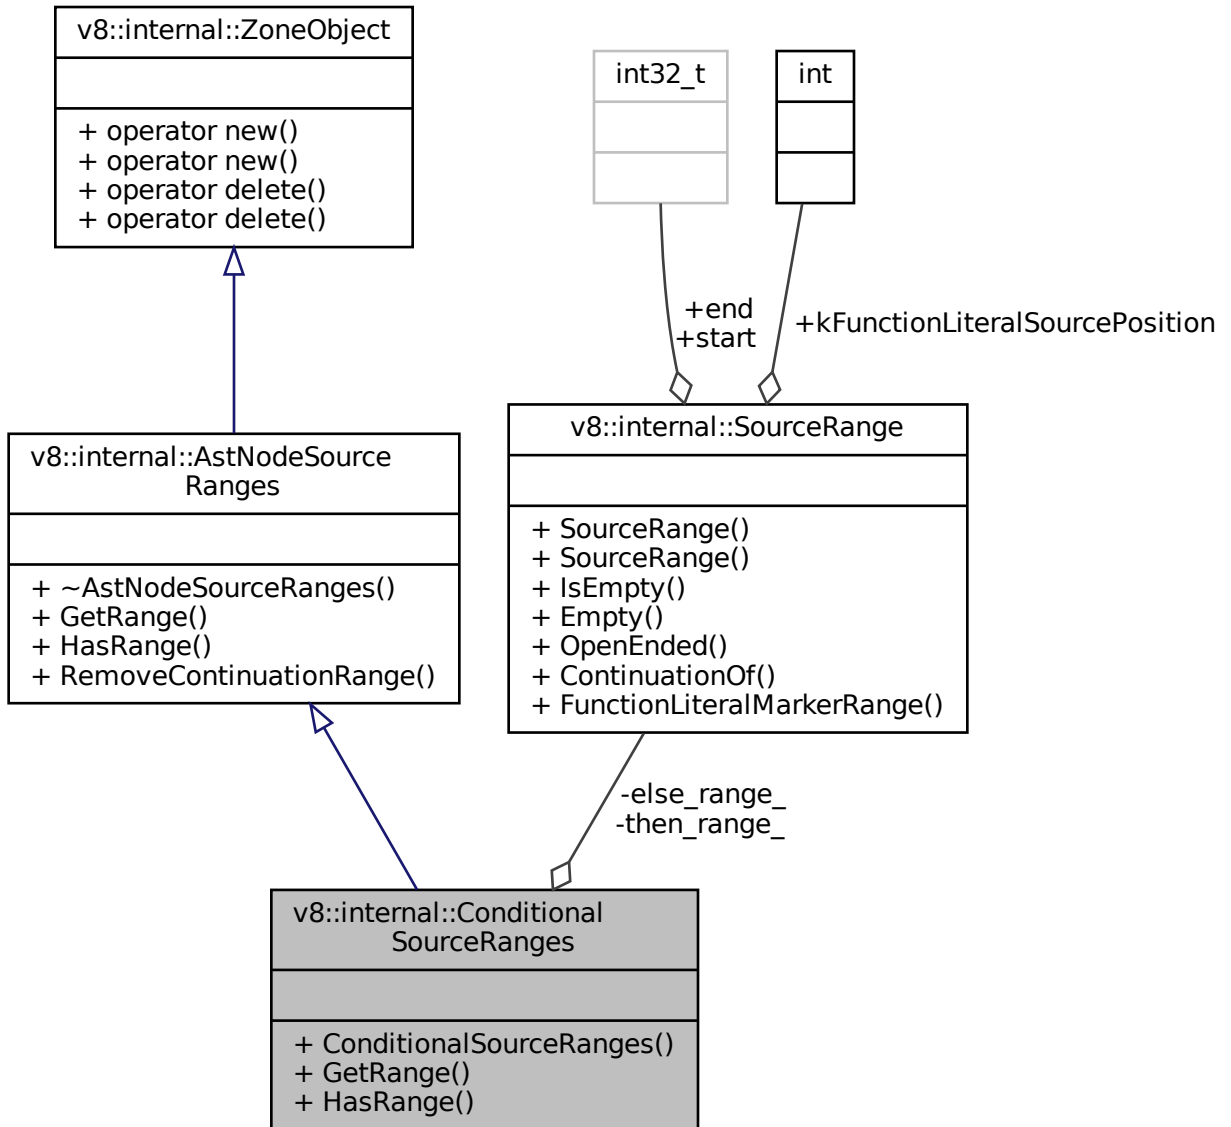 v8::internal::ZoneObject
+ operator new()
+ operator new()
+ operator delete()
+ operator delete()
int32_t
int
+end
+start
+kFunctionLiteralSourcePosition
v8::internal::AstNodeSource
Ranges
+ ~AstNodeSourceRanges()
+ GetRange()
+ HasRange()
+ RemoveContinuationRange()
v8::internal::SourceRange
+ SourceRange()
+ SourceRange()
+ IsEmpty()
+ Empty()
+ OpenEnded()
+ ContinuationOf()
+ FunctionLiteralMarkerRange()
-else_range_
-then_range_
v8::internal::Conditional
SourceRanges
+ ConditionalSourceRanges()
+ GetRange()
+ HasRange()